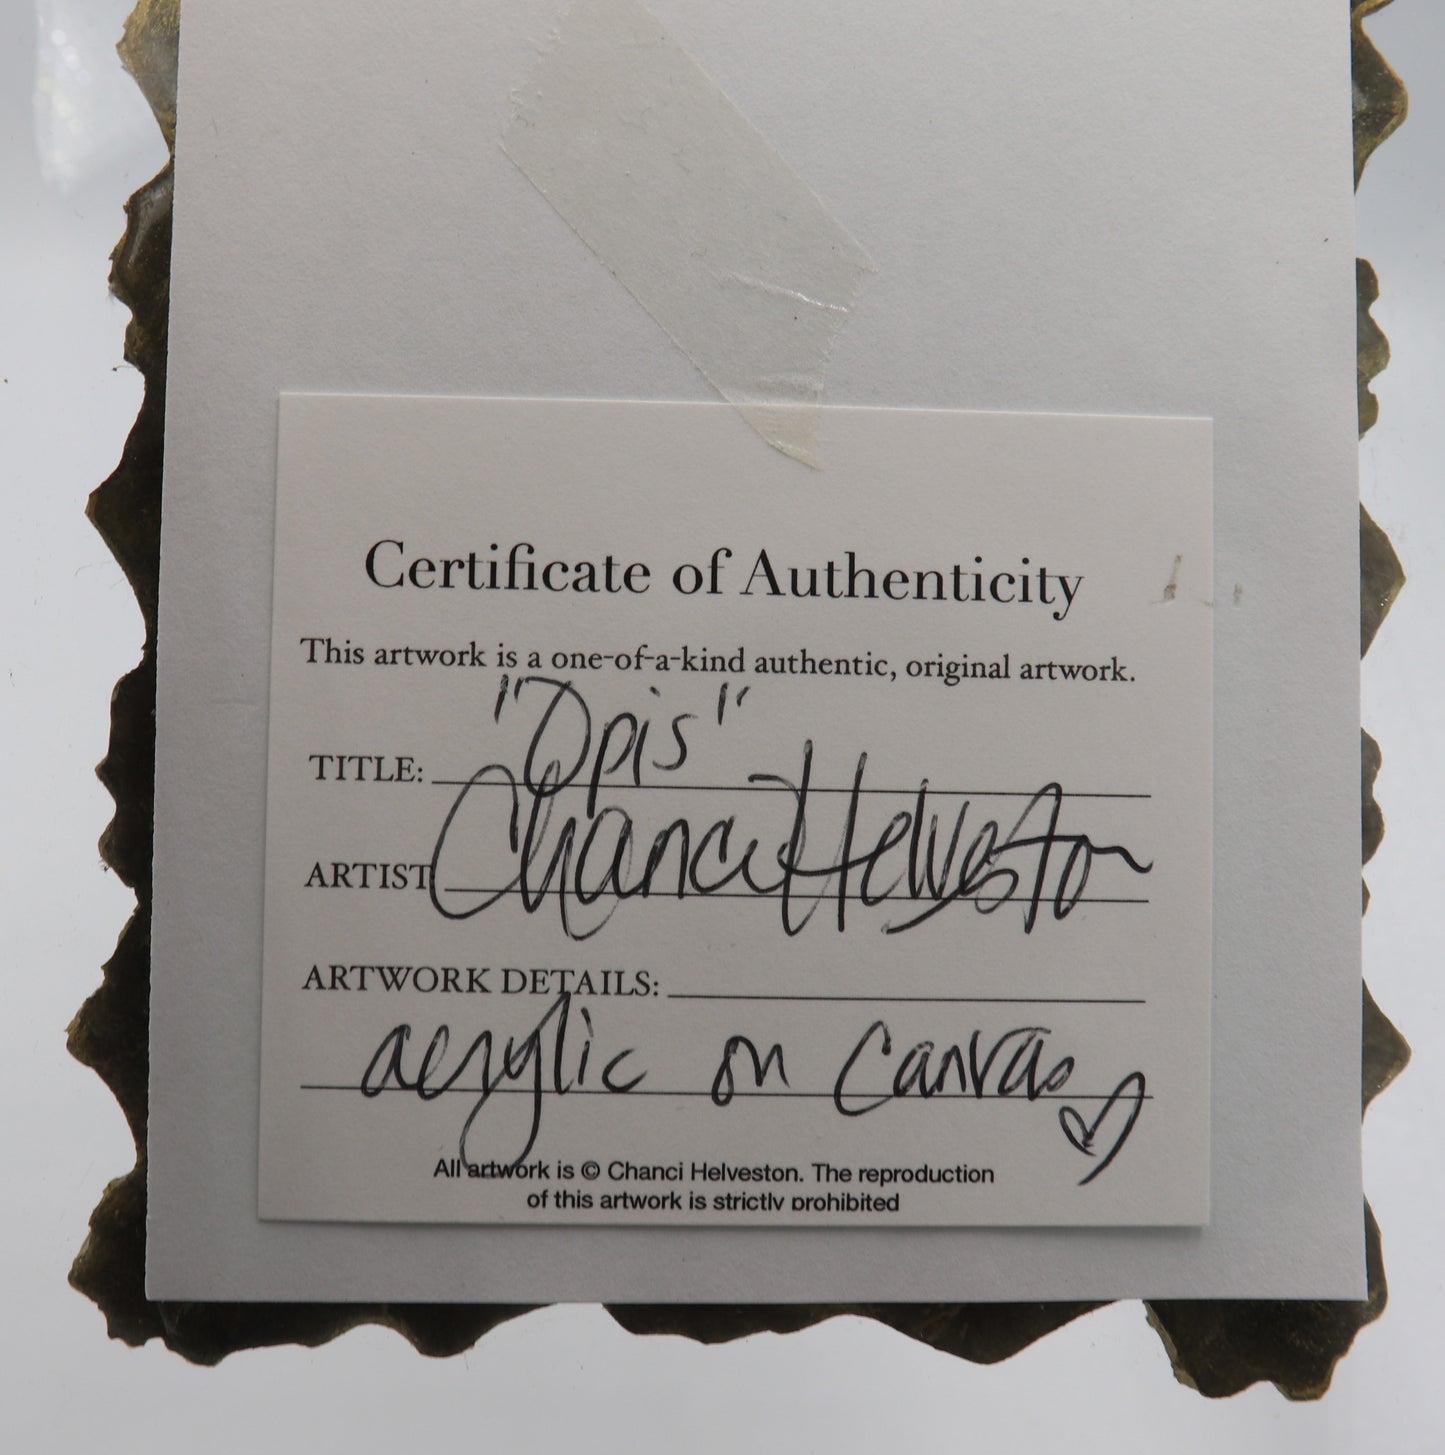 Certificate of Authenticity
This artwork is a one-of-a-kind authentic, original artwork.
TITLE: "Opis"
ARTIST Chanci Helveston
ARTWORK DETAILS:
acrylic on canvas
All artwork is © Chanci Helveston. The reproduction
of this artwork is strictly prohibited